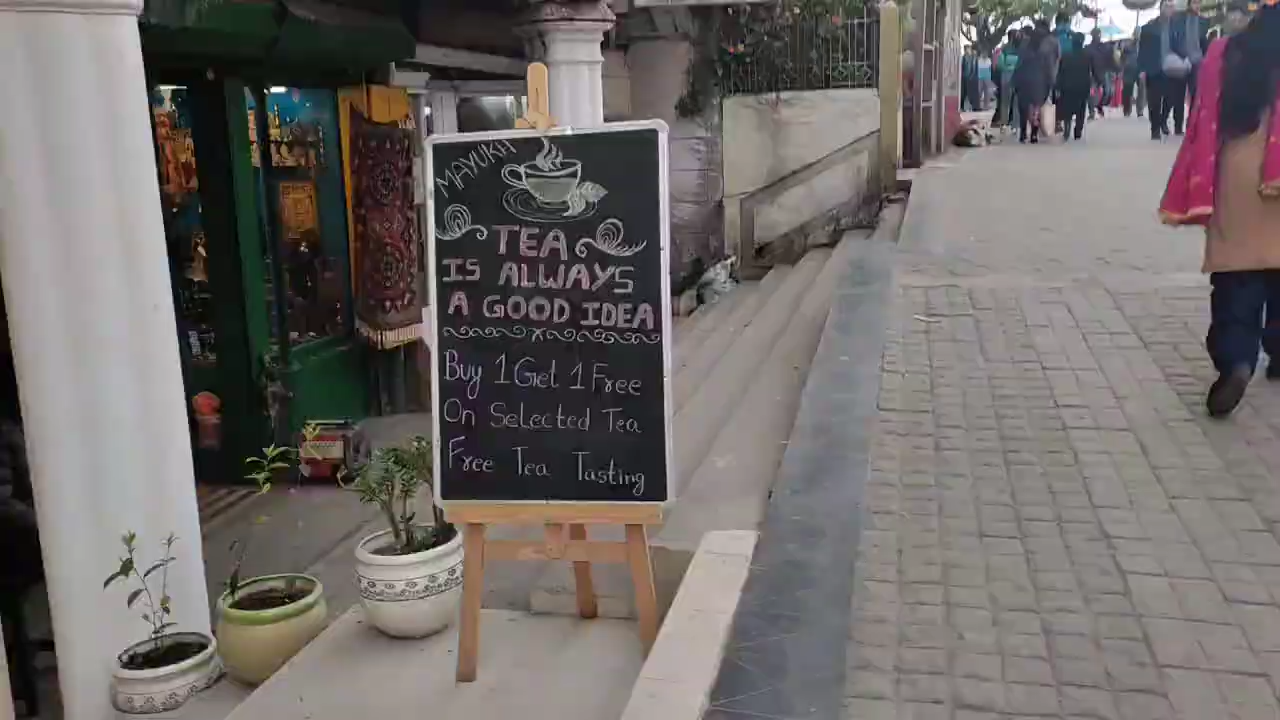 MAYUKH
TEA
IS ALWAYS
A GOOD IDEA
Buy 1 Get 1 Free
On Selected Tea
Free Tea Tasting